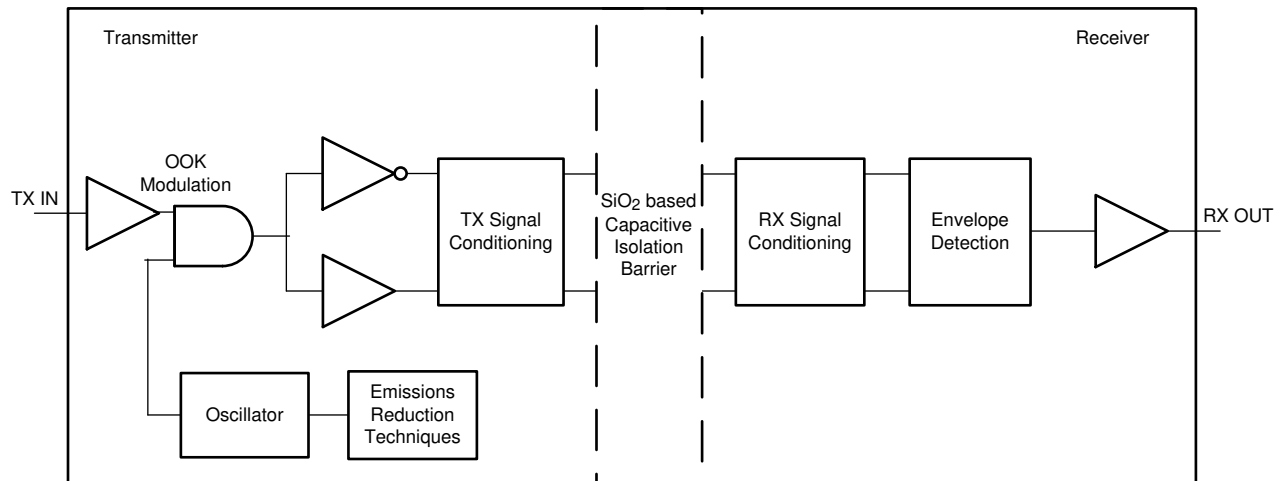 Transmitter
Receiver
OOK
Modulation
TX IN
TX Signal
Conditioning
SiO2 based
Capacitive
Isolation
Barrier
RX Signal
Conditioning
Envelope
Detection
RX OUT
Oscillator
Emissions
Reduction
Techniques